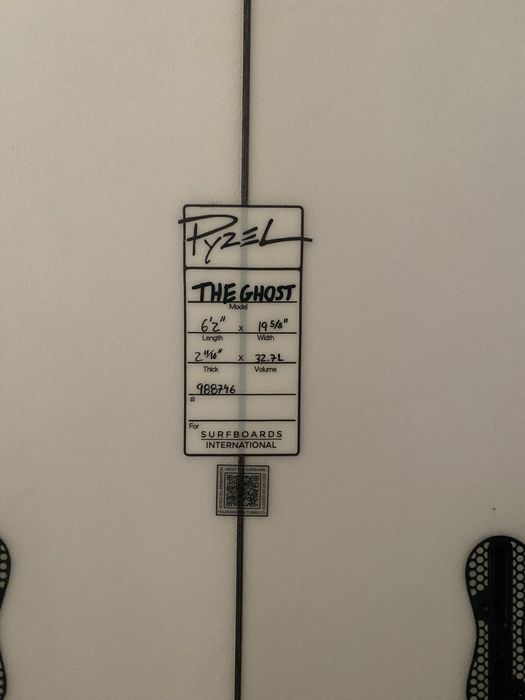 PYZEL
THE GHOST
Model
6'2" x 19 5/8"
Length Width
2 11/16" x 32.7L
Thick Volume
988746
#
For
SURFBOARDS
INTERNATIONAL